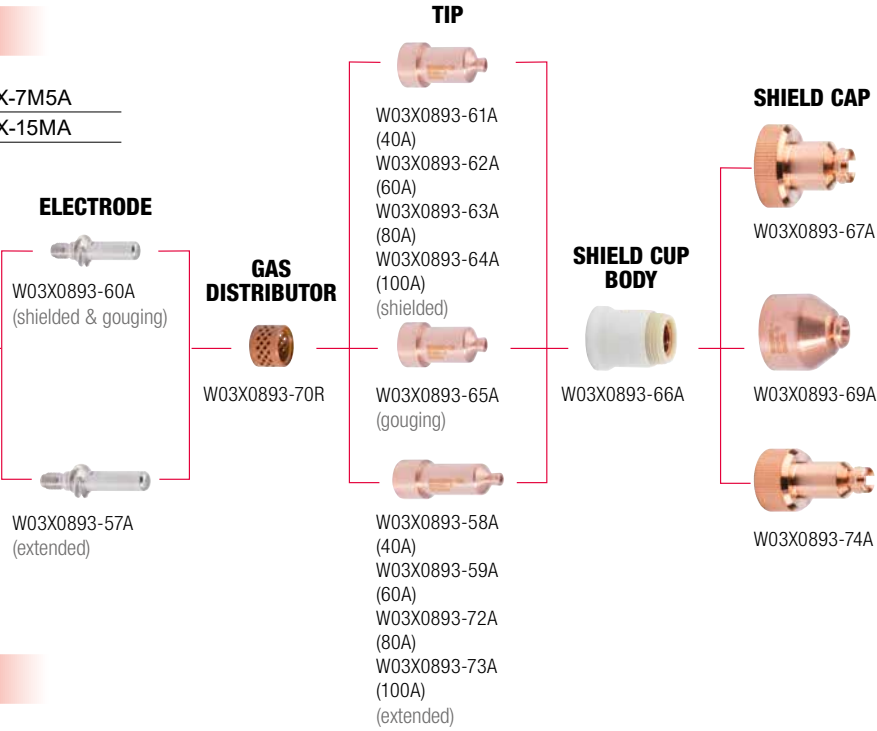 X-7M5A
X-15MA
ELECTRODE
W03X0893-60A
(shielded & gouging)
W03X0893-57A
(extended)
GAS
DISTRIBUTOR
W03X0893-70R
TIP
W03X0893-61A
(40A)
W03X0893-62A
(60A)
W03X0893-63A
(80A)
W03X0893-64A
(100A)
(shielded)
W03X0893-65A
(gouging)
W03X0893-58A
(40A)
W03X0893-59A
(60A)
W03X0893-72A
(80A)
W03X0893-73A
(100A)
(extended)
SHIELD CUP
BODY
W03X0893-66A
SHIELD CAP
W03X0893-67A
W03X0893-69A
W03X0893-74A